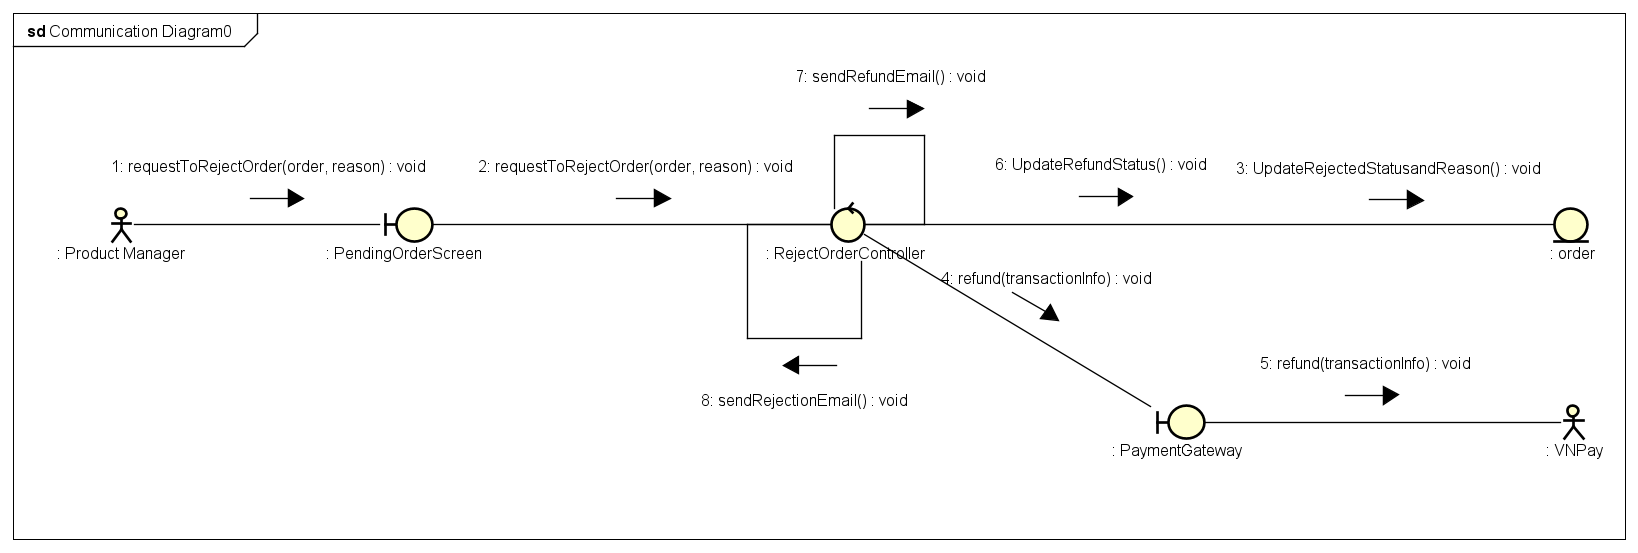 sd Communication Diagram0
7: sendRefundEmail() : void
1: requestToRejectOrder(order, reason) : void
2: requestToRejectOrder(order, reason) : void
6: UpdateRefundStatus() : void
3: UpdateRejectedStatusandReason() : void
: Product Manager
: PendingOrderScreen
: RejectOrderController
: order
4: refund(transactionInfo) : void
5: refund(transactionInfo) : void
8: sendRejectionEmail() : void
: PaymentGateway
: VNPay